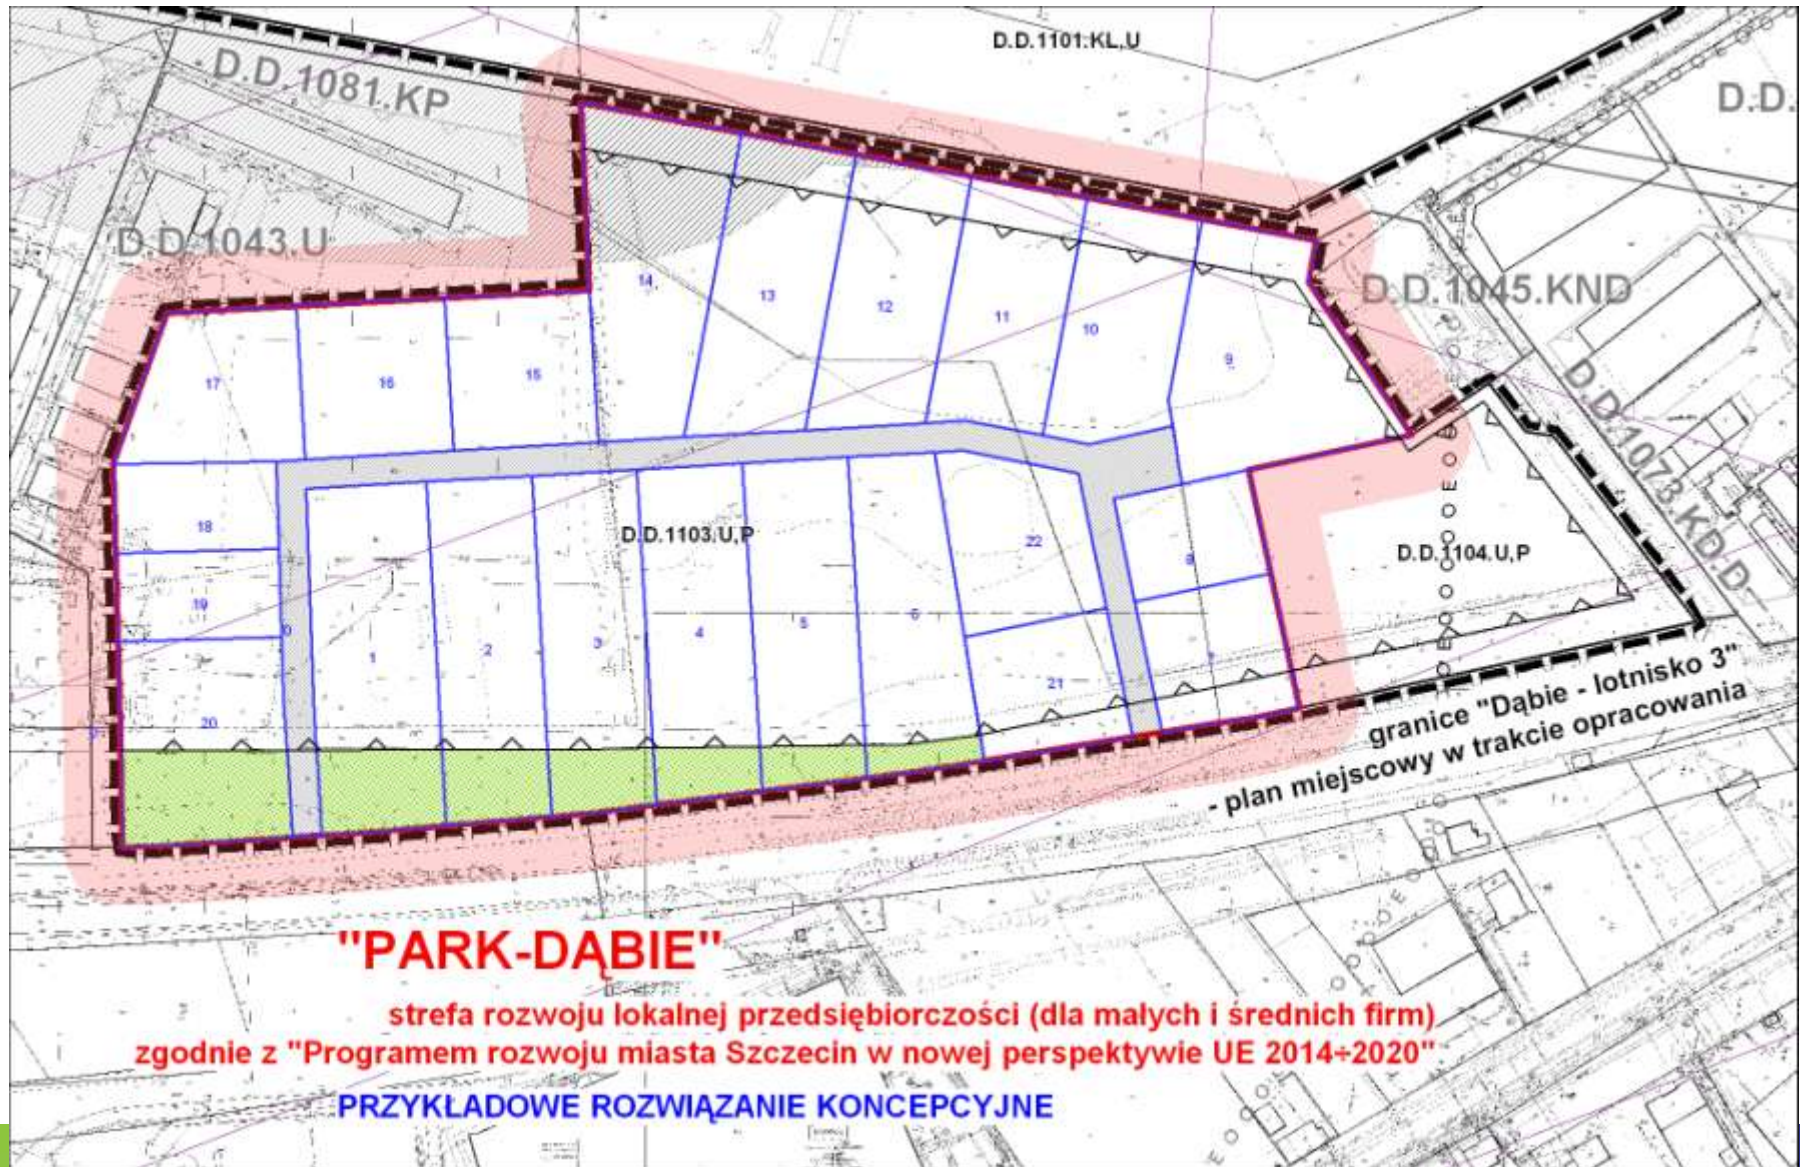 D.D.1101.KL,U
D.D.1081.KP
D.D.
D.D.1043.U
D.D.1045.KND
14
13
12
11
10
9
17
16
15
D.D.1073.KD.D
18
D.D.1103.U,P
22
8
D.D.1104.U,P
19
0
1
2
3
4
5
6
7
21
20
granice "Dąbie - lotnisko 3"
- plan miejscowy w trakcie opracowania
"PARK-DĄBIE"
strefa rozwoju lokalnej przedsiębiorczości (dla małych i średnich firm)
zgodnie z "Programem rozwoju miasta Szczecin w nowej perspektywie UE 2014÷2020"
PRZYKŁADOWE ROZWIĄZANIE KONCEPCYJNE